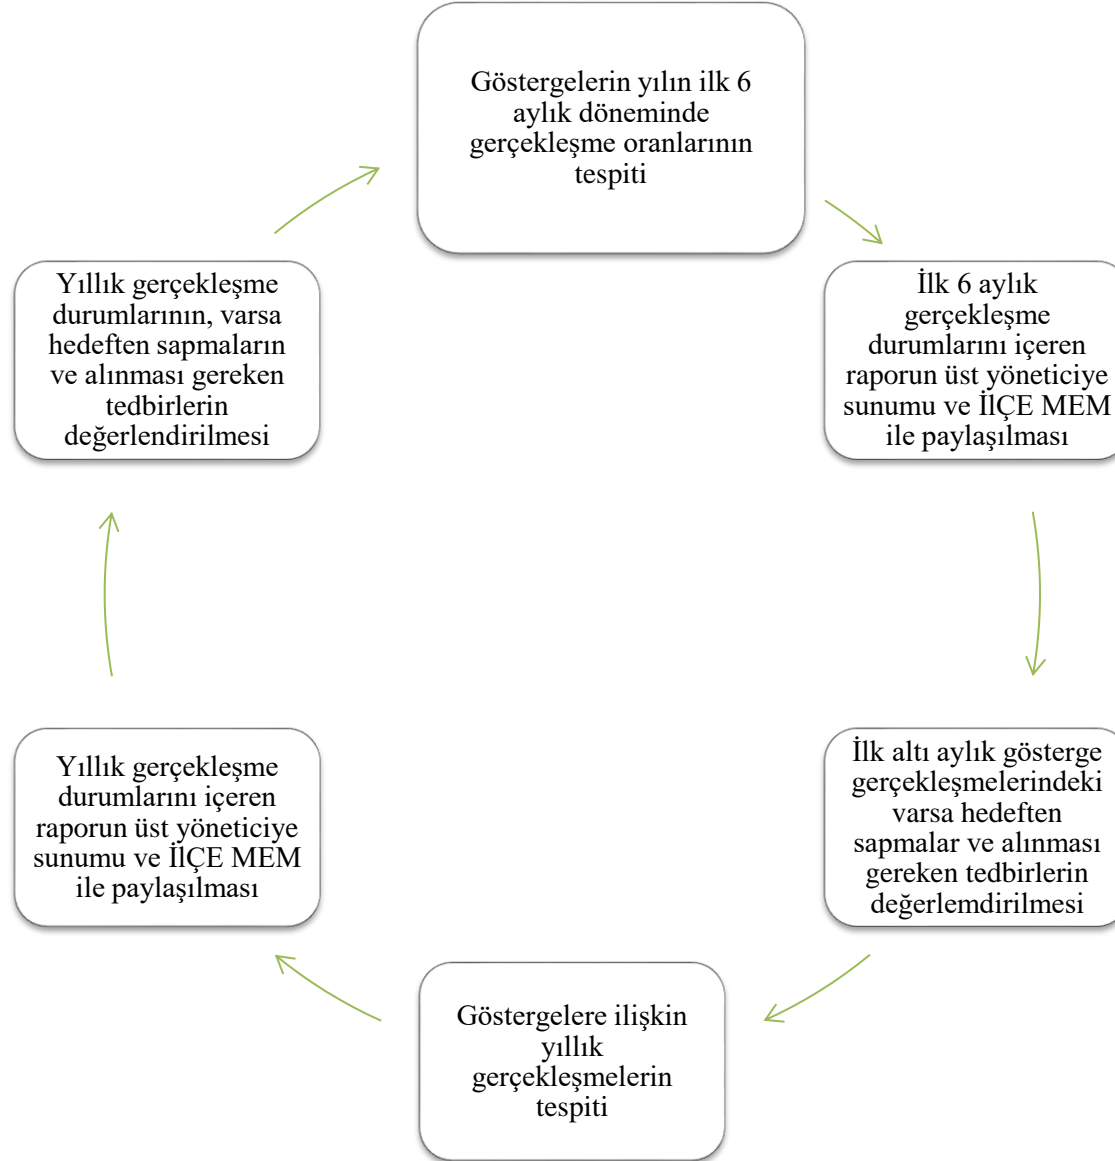 Göstergelerin yılın ilk 6
aylık döneminde
gerçekleşme oranlarının
tespiti
İlk 6 aylık
gerçekleşme
durumlarını içeren
raporun üst yöneticiye
sunumu ve İlÇE MEM
ile paylaşılması
İlk altı aylık gösterge
gerçekleşmelerindeki
varsa hedeften
sapmalar ve alınması
gereken tedbirlerin
değerlemdirilmesi
Göstergelere ilişkin
yıllık
gerçekleşmelerin
tespiti
Yıllık gerçekleşme
durumlarını içeren
raporun üst yöneticiye
sunumu ve İlÇE MEM
ile paylaşılması
Yıllık gerçekleşme
durumlarının, varsa
hedeften sapmaların
ve alınması gereken
tedbirlerin
değerlendirilmesi